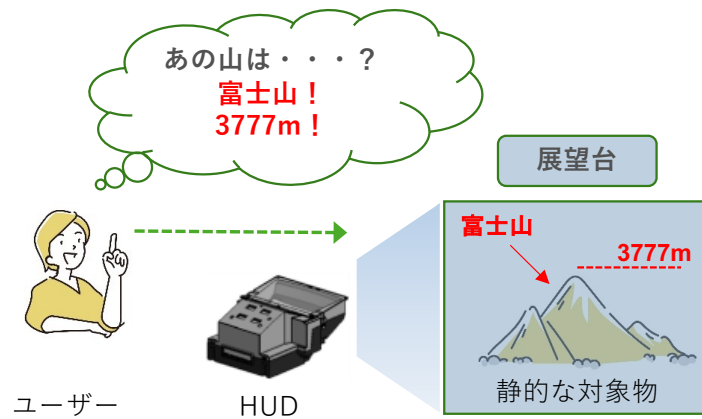 あの山は・・・?
富士山!
3777m!
展望台
富士山
3777m
静的な対象物
ユーザー
HUD